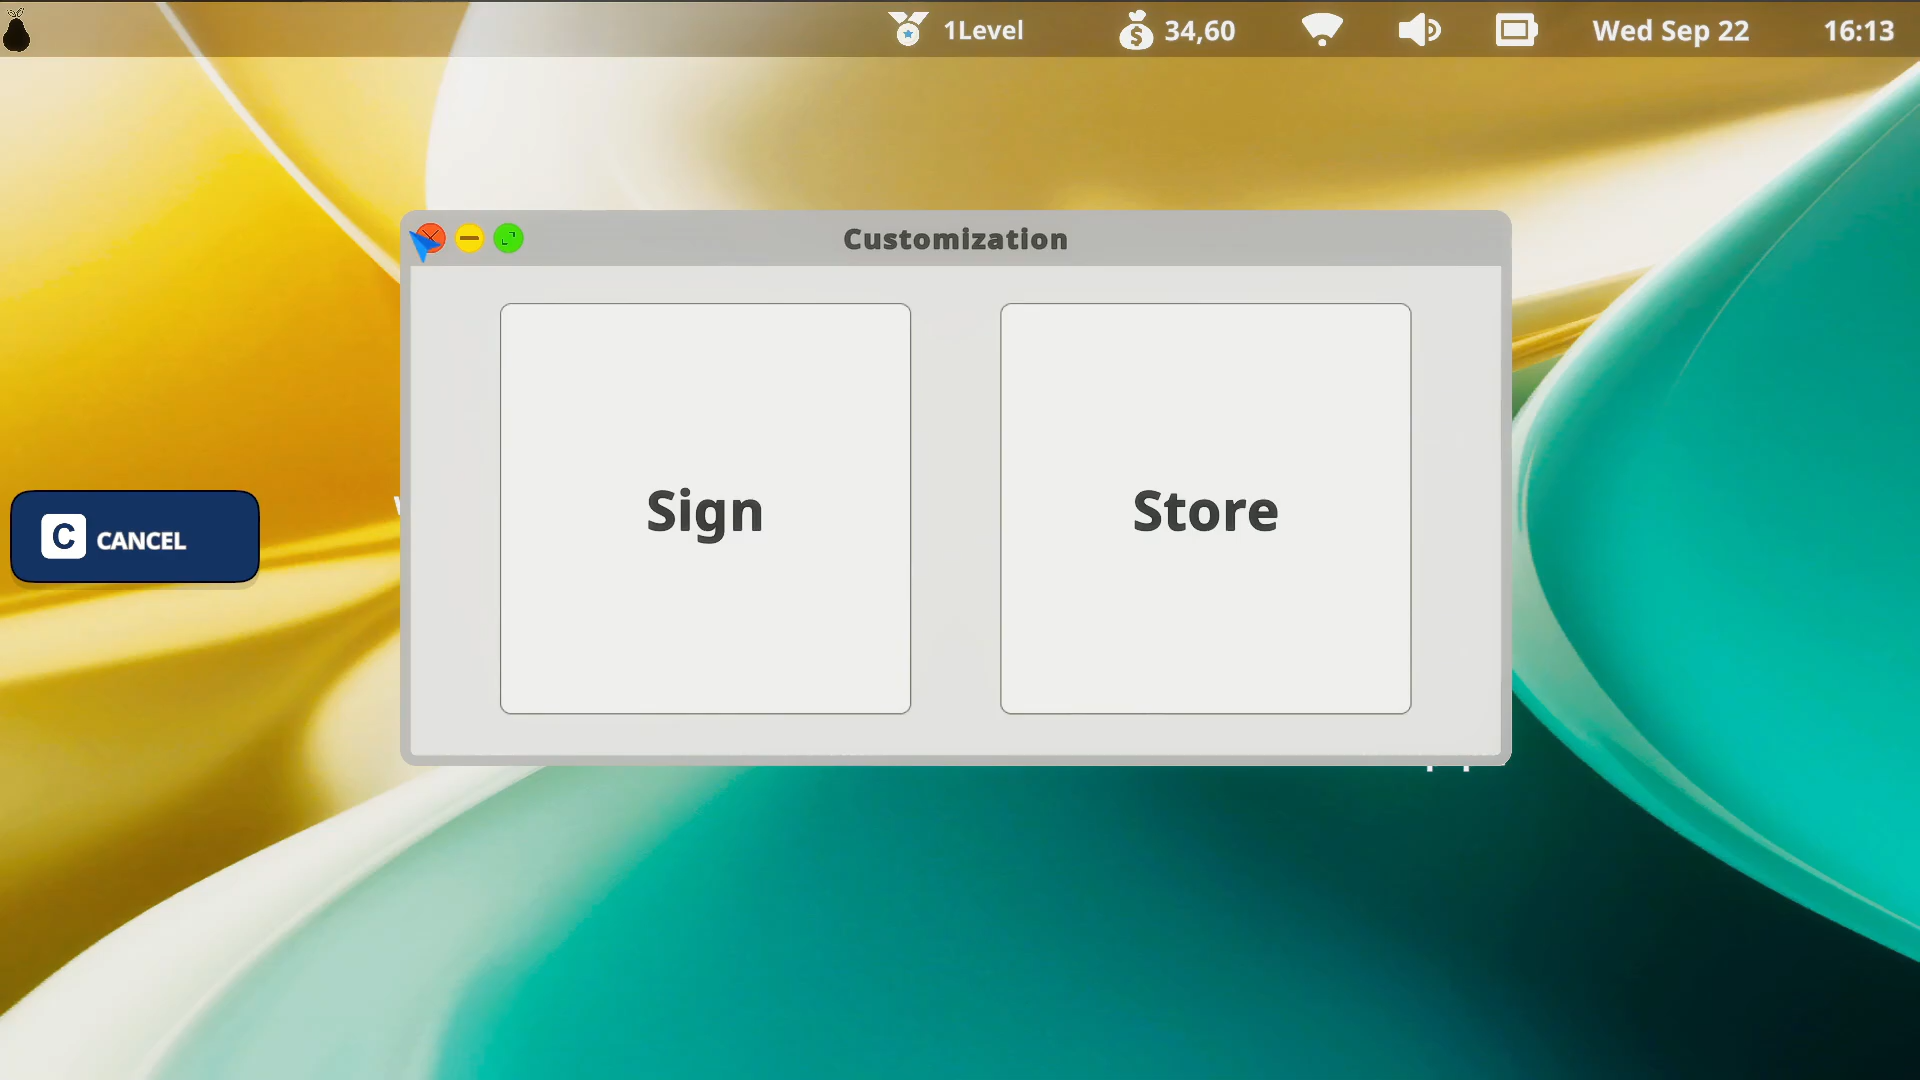 1Level
34,60
Wed Sep 22
16:13
Customization
Sign
Store
C CANCEL